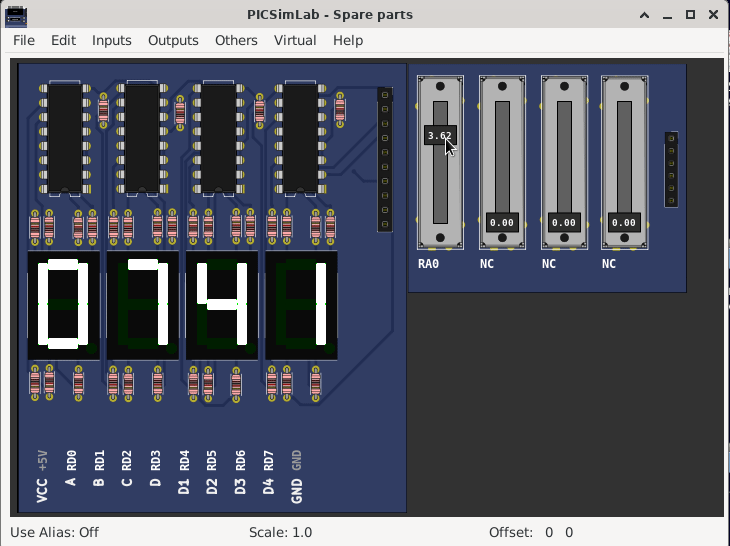 PICSimLab - Spare parts
File Edit Inputs Outputs Others Virtual Help
3.62 0.00 0.00 0.00
RA0 NC NC NC
0741
VCC +5V
A RD0
B RD1
C RD2
D RD3
D1 RD4
D2 RD5
D3 RD6
D4 RD7
GND GND
Use Alias: Off Scale: 1.0 Offset: 0 0